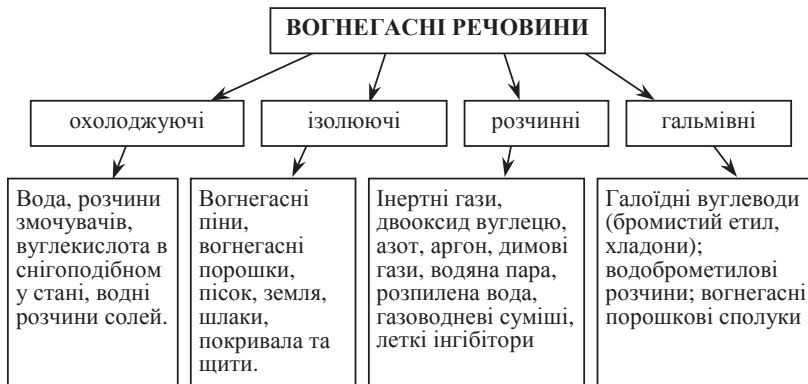 ВОГНЕГАСНІ РЕЧОВИНИ
охолоджуючі
ізолюючі
розчинні
гальмівні
Вода, розчини
змочувачів,
вуглекислота в
снігоподібном
у стані, водні
розчини солей.
Вогнегасні
піни,
вогнегасні
порошки,
пісок, земля,
шлаки,
покривала та
щити.
Інертні гази,
двооксид вуглецю,
азот, аргон, димові
гази, водяна пара,
розпилена вода,
газоводневі суміші,
леткі інгібітори
Галоїдні вуглеводи
(бромистий етил,
хладони);
водоброметилові
розчини; вогнегасні
порошкові сполуки